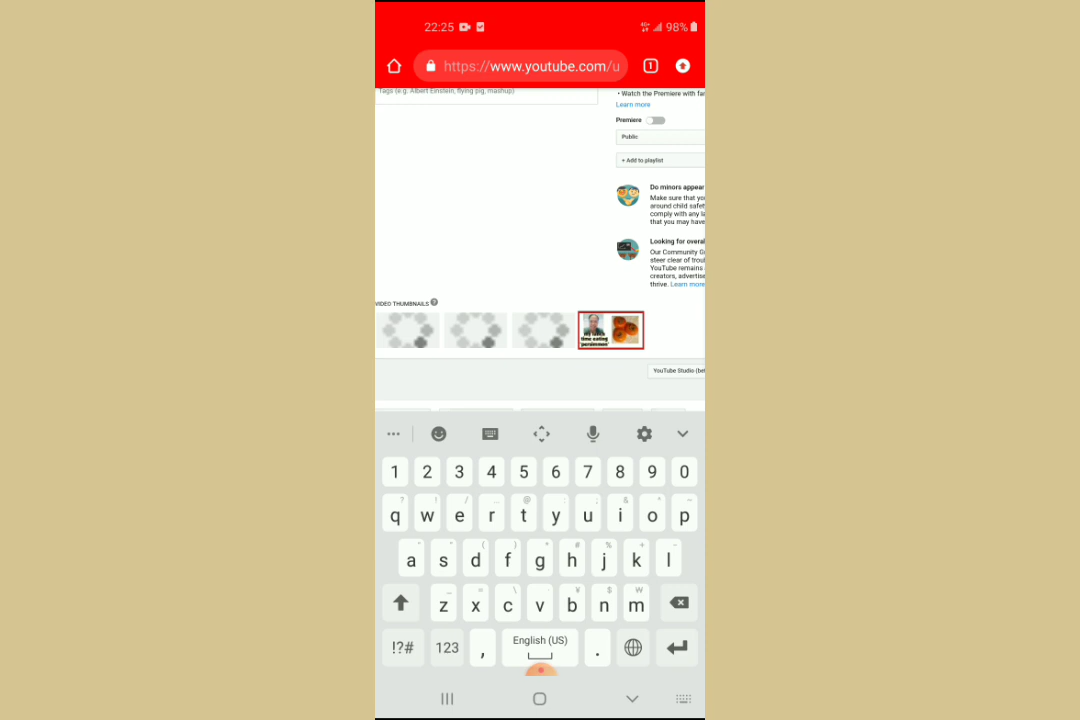 22:25
98%
https://www.youtube.com/u
1
Tags (e.g. Albert Einstein, flying pig, mashup)
• Watch the Premiere with fa
Learn more
Premiere
Public
+ Add to playlist
Do minors appear
Make sure that yo
around child safet
comply with any la
that you may have
Looking for overal
Our Community G
steer clear of trou
YouTube remains
creators, advertise
thrive. Learn more
VIDEO THUMBNAILS ?
time eating
persimmon
YouTube Studio (be
1 2 3 4 5 6 7 8 9 0
q w e r t y u i o p
a s d f g h j k l
z x c v b n m
!?# 123 , English (US) .